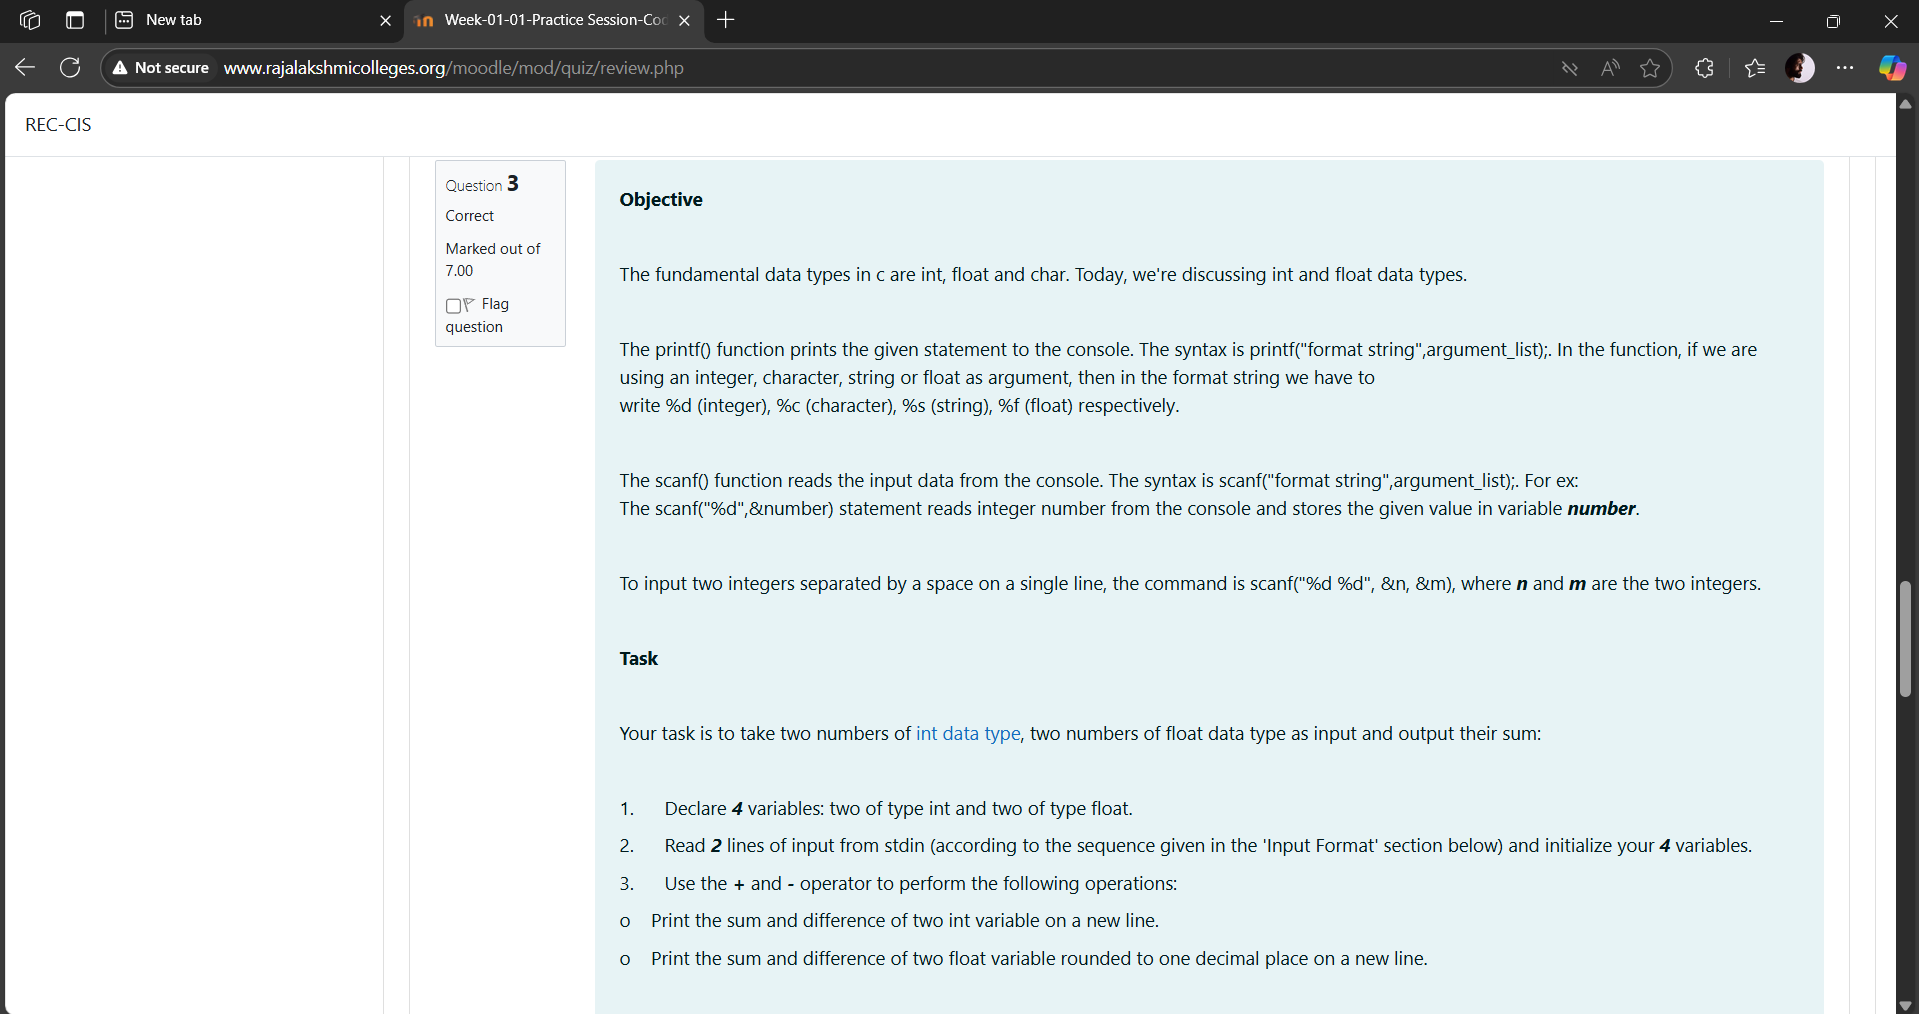 New tab
Week-01-01-Practice Session-Co
Not secure www.rajalakshmicolleges.org/moodle/mod/quiz/review.php
REC-CIS
Question 3
Correct
Marked out of
7.00
Flag
question
Objective
The fundamental data types in c are int, float and char. Today, we're discussing int and float data types.
The printf() function prints the given statement to the console. The syntax is printf("format string",argument_list);. In the function, if we are
using an integer, character, string or float as argument, then in the format string we have to
write %d (integer), %c (character), %s (string), %f (float) respectively.
The scanf() function reads the input data from the console. The syntax is scanf("format string",argument_list);. For ex:
The scanf("%d",&number) statement reads integer number from the console and stores the given value in variable number.
To input two integers separated by a space on a single line, the command is scanf("%d %d", &n, &m), where n and m are the two integers.
Task
Your task is to take two numbers of int data type, two numbers of float data type as input and output their sum:
1. Declare 4 variables: two of type int and two of type float.
2. Read 2 lines of input from stdin (according to the sequence given in the 'Input Format' section below) and initialize your 4 variables.
3. Use the + and - operator to perform the following operations:
o Print the sum and difference of two int variable on a new line.
o Print the sum and difference of two float variable rounded to one decimal place on a new line.